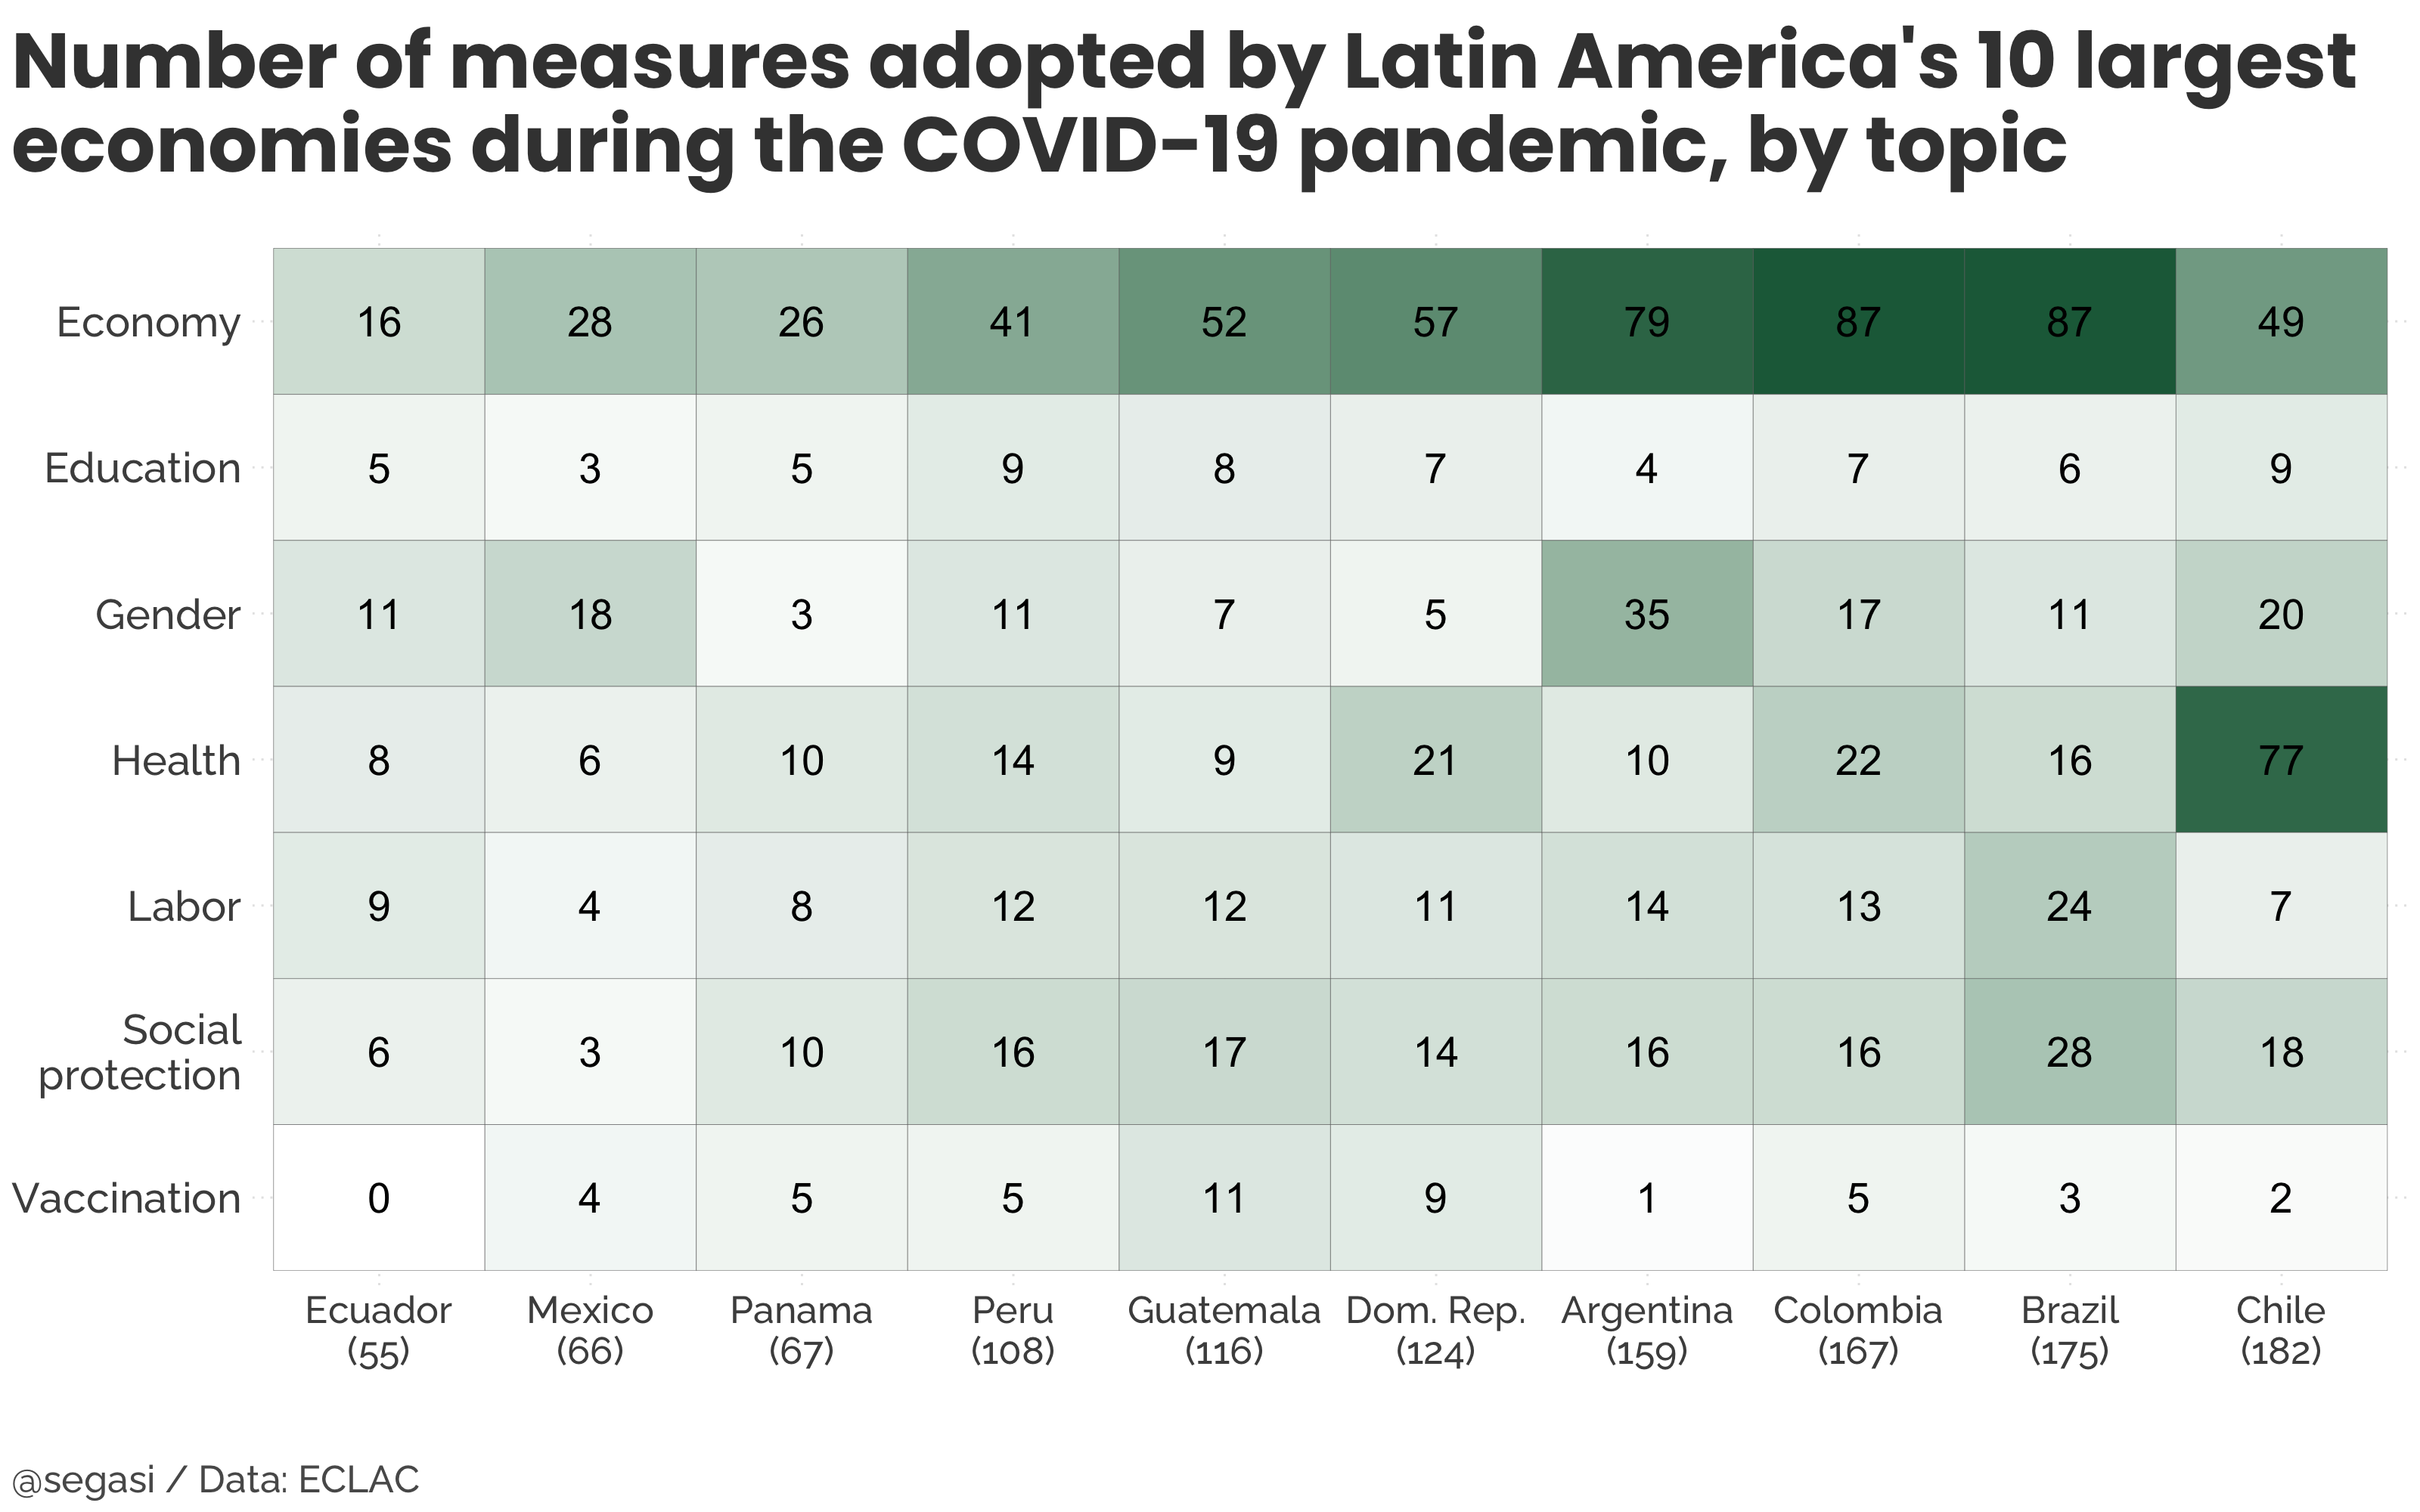 Number of measures adopted by Latin America's 10 largest
economies during the COVID-19 pandemic, by topic
Economy 16 28 26 41 52 57 79 87 87 49
Education 5 3 5 9 8 7 4 7 6 9
Gender 11 18 3 11 7 5 35 17 11 20
Health 8 6 10 14 9 21 10 22 16 77
Labor 9 4 8 12 12 11 14 13 24 7
Social
protection 6 3 10 16 17 14 16 16 28 18
Vaccination 0 4 5 5 11 9 1 5 3 2
Ecuador Mexico Panama Peru Guatemala Dom. Rep. Argentina Colombia Brazil Chile
(55) (66) (67) (108) (116) (124) (159) (167) (175) (182)
@segasi / Data: ECLAC